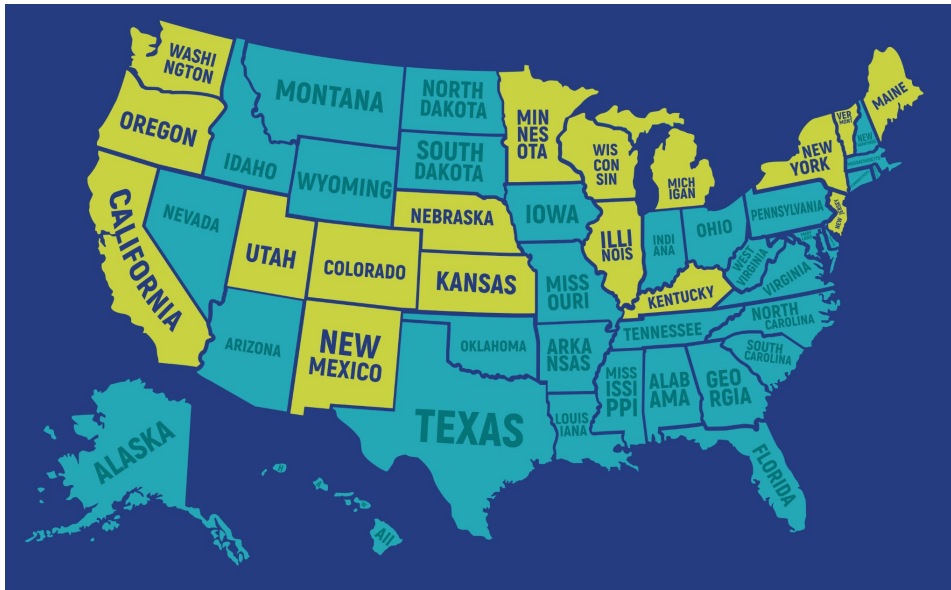 WASHI
NGTON
OREGON
CALIFORNIA
NEVADA
IDAHO
MONTANA
WYOMING
UTAH
ARIZONA
COLORADO
NEW
MEXICO
NORTH
DAKOTA
SOUTH
DAKOTA
NEBRASKA
KANSAS
OKLAHOMA
TEXAS
MIN
NES
OTA
IOWA
MISS
OURI
ARKA
NSAS
LOUIS
IANA
WIS
CON
SIN
ILLI
NOIS
MICH
IGAN
INDI
ANA
OHIO
KENTUCKY
TENNESSEE
MISS
ISSI
PPI
ALAB
AMA
GEO
RGIA
FLORIDA
SOUTH
CAROLINA
NORTH
CAROLINA
VIRGINIA
WEST
VIRGINIA
PENNSYLVANIA
NEW
YORK
VER
MONT
NEW
MAINE
ALASKA